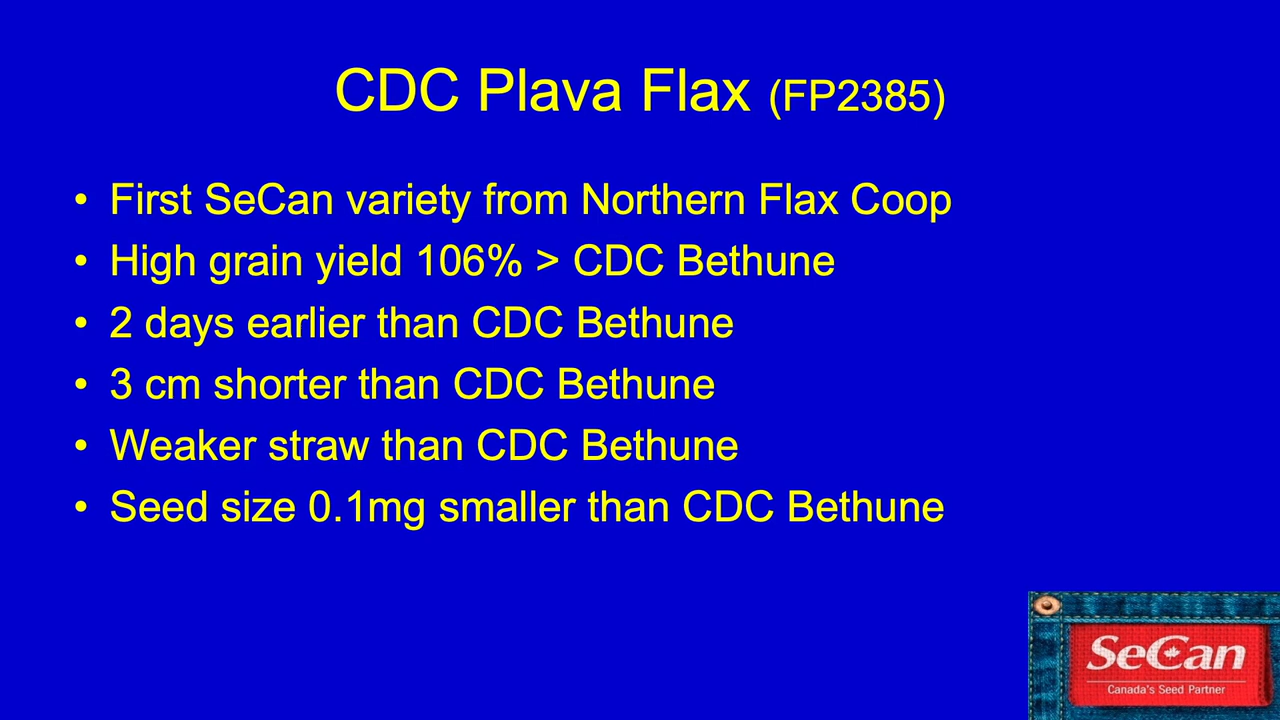 CDC Plava Flax (FP2385)
• First SeCan variety from Northern Flax Coop
• High grain yield 106% > CDC Bethune
• 2 days earlier than CDC Bethune
• 3 cm shorter than CDC Bethune
• Weaker straw than CDC Bethune
• Seed size 0.1mg smaller than CDC Bethune
SeCan
Canada's Seed Partner